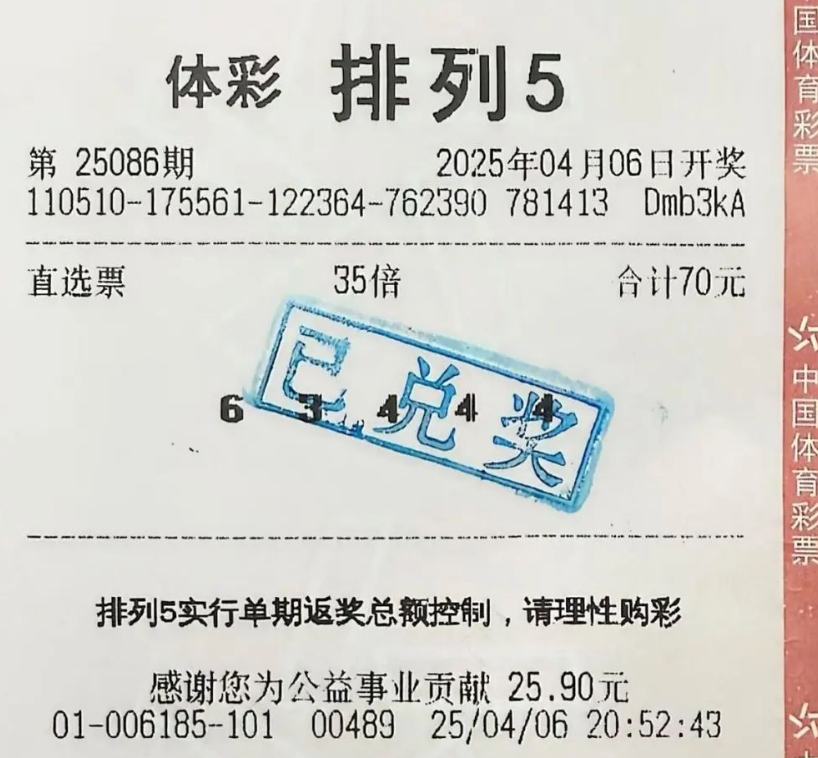 体彩 排列5
第 25086期 2025年04月06日开奖
110510-175561-122364-762390 781413 Dmb3kA
直选票 35倍 合计70元
已兑奖
6 3 4 4 4
排列5实行单期返奖总额控制，请理性购彩
感谢您为公益事业贡献 25.90元
01-006185-101 00489 25/04/06 20:52:43
国体育彩票
中国体育彩票